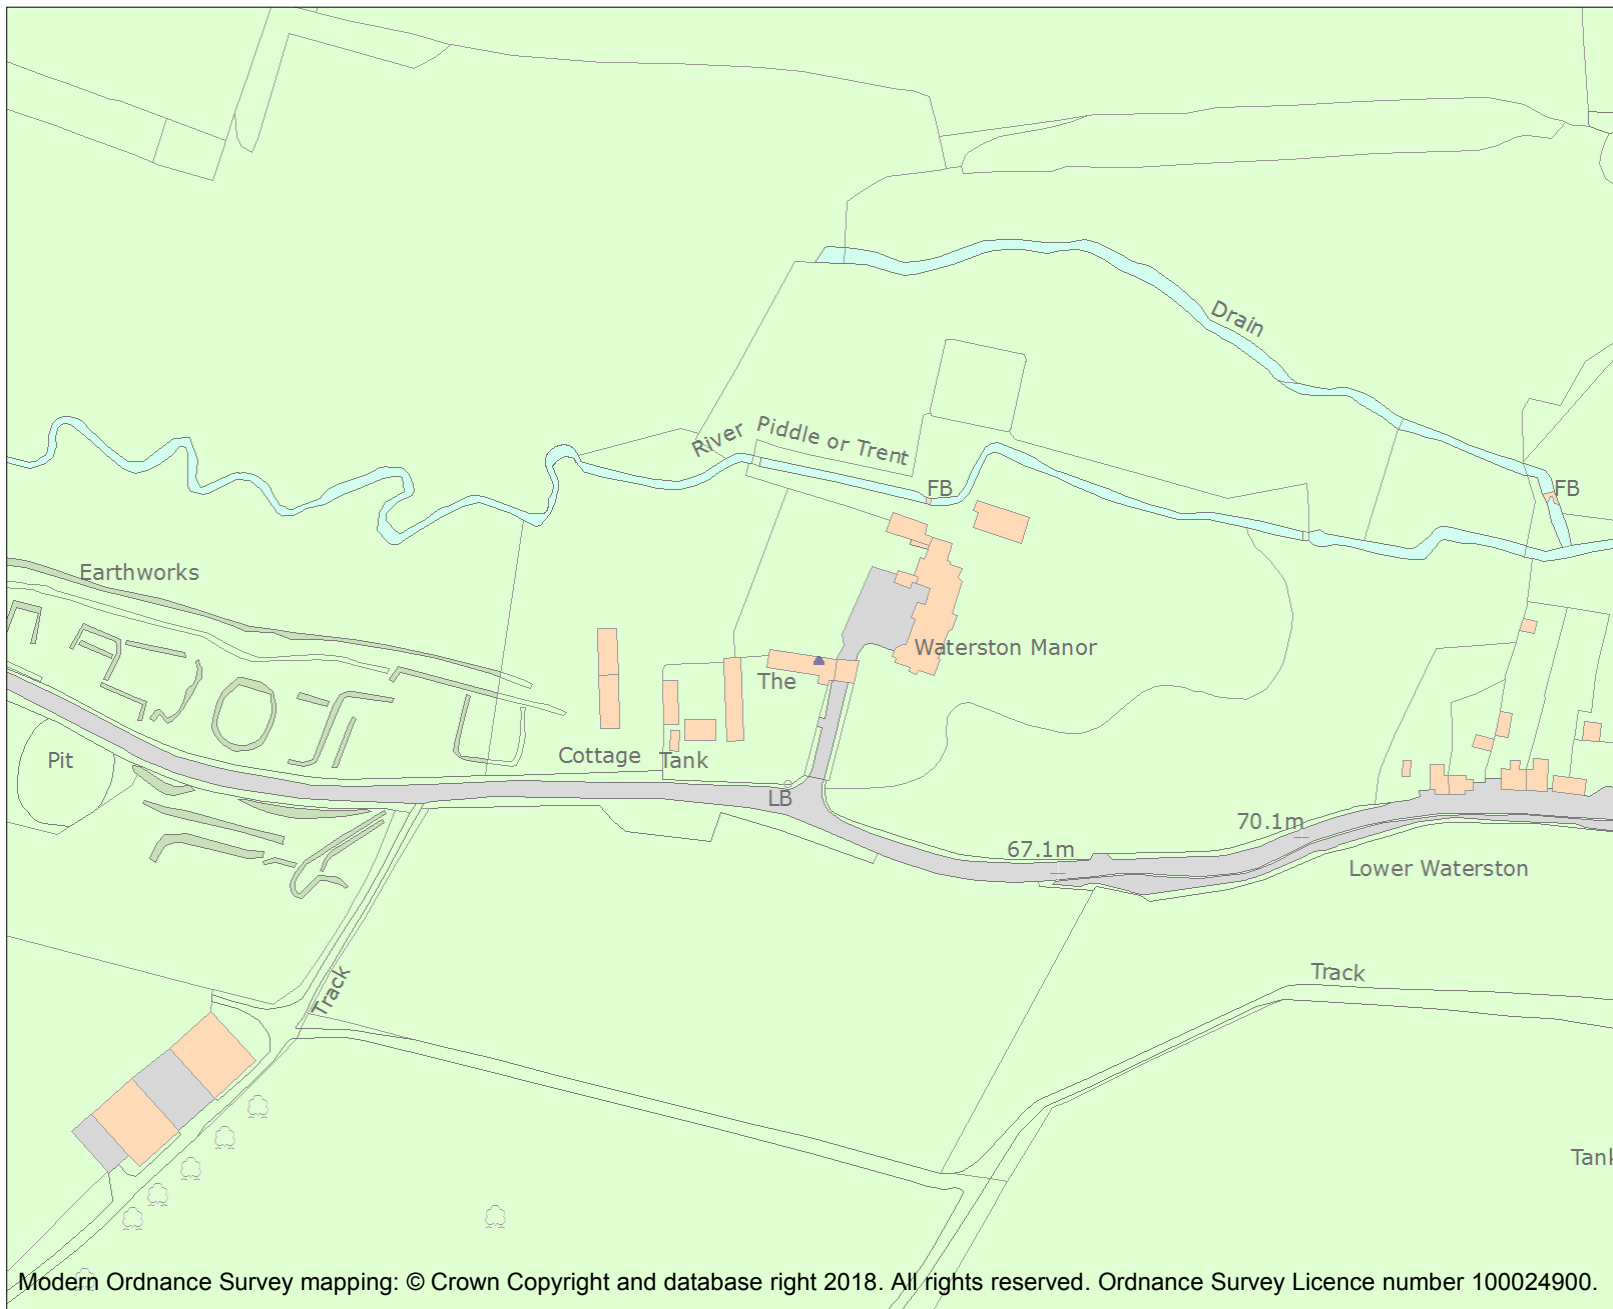 Drain
River Piddle or Trent
FB
FB
Earthworks
Waterston Manor
The
Cottage
Tank
Pit
LB
70.1m
67.1m
Lower Waterston
Track
Track
Tank
Modern Ordnance Survey mapping: © Crown Copyright and database right 2018. All rights reserved. Ordnance Survey Licence number 100024900.